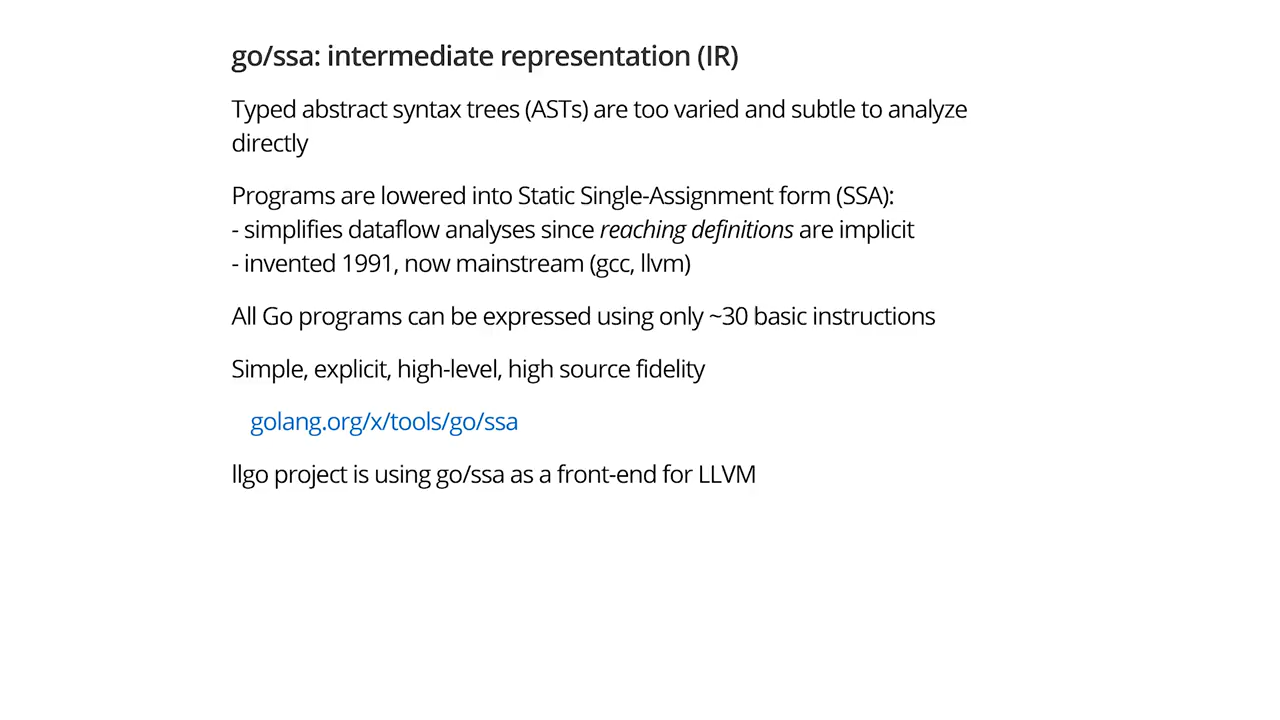 go/ssa: intermediate representation (IR)
Typed abstract syntax trees (ASTs) are too varied and subtle to analyze
directly
Programs are lowered into Static Single-Assignment form (SSA):
- simplifies dataflow analyses since reaching definitions are implicit
- invented 1991, now mainstream (gcc, llvm)
All Go programs can be expressed using only ~30 basic instructions
Simple, explicit, high-level, high source fidelity
golang.org/x/tools/go/ssa
llgo project is using go/ssa as a front-end for LLVM